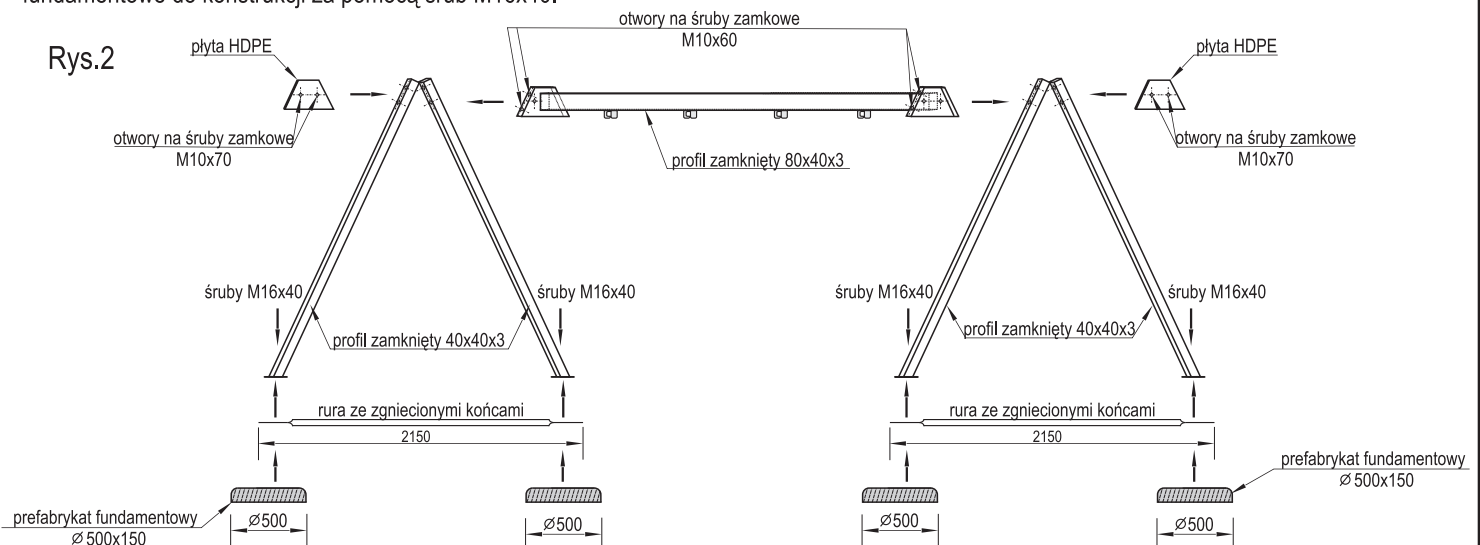 fundamentowe do konstrukcji za pomocą śrub M16x40.
Rys.2
płyta HDPE
otwory na śruby zamkowe
M10x60
płyta HDPE
otwory na śruby zamkowe
M10x70
profil zamknięty 80x40x3
otwory na śruby zamkowe
M10x70
śruby M16x40
śruby M16x40
śruby M16x40
śruby M16x40
profil zamknięty 40x40x3
profil zamknięty 40x40x3
rura ze zgniecionymi końcami
rura ze zgniecionymi końcami
2150
2150
prefabrykat fundamentowy
Ø 500x150
prefabrykat fundamentowy
Ø 500x150
Ø500
Ø500
Ø500
Ø500